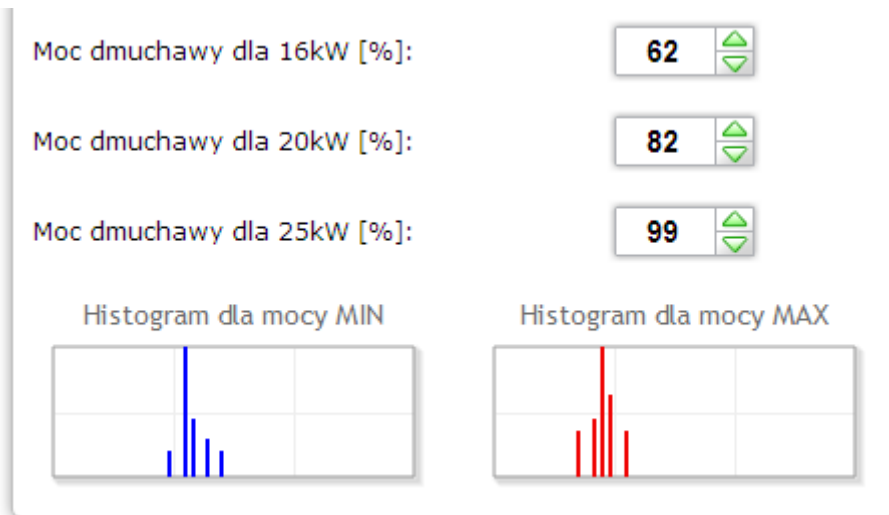 Moc dmuchawy dla 16kW [%]: 62
Moc dmuchawy dla 20kW [%]: 82
Moc dmuchawy dla 25kW [%]: 99
Histogram dla mocy MIN Histogram dla mocy MAX